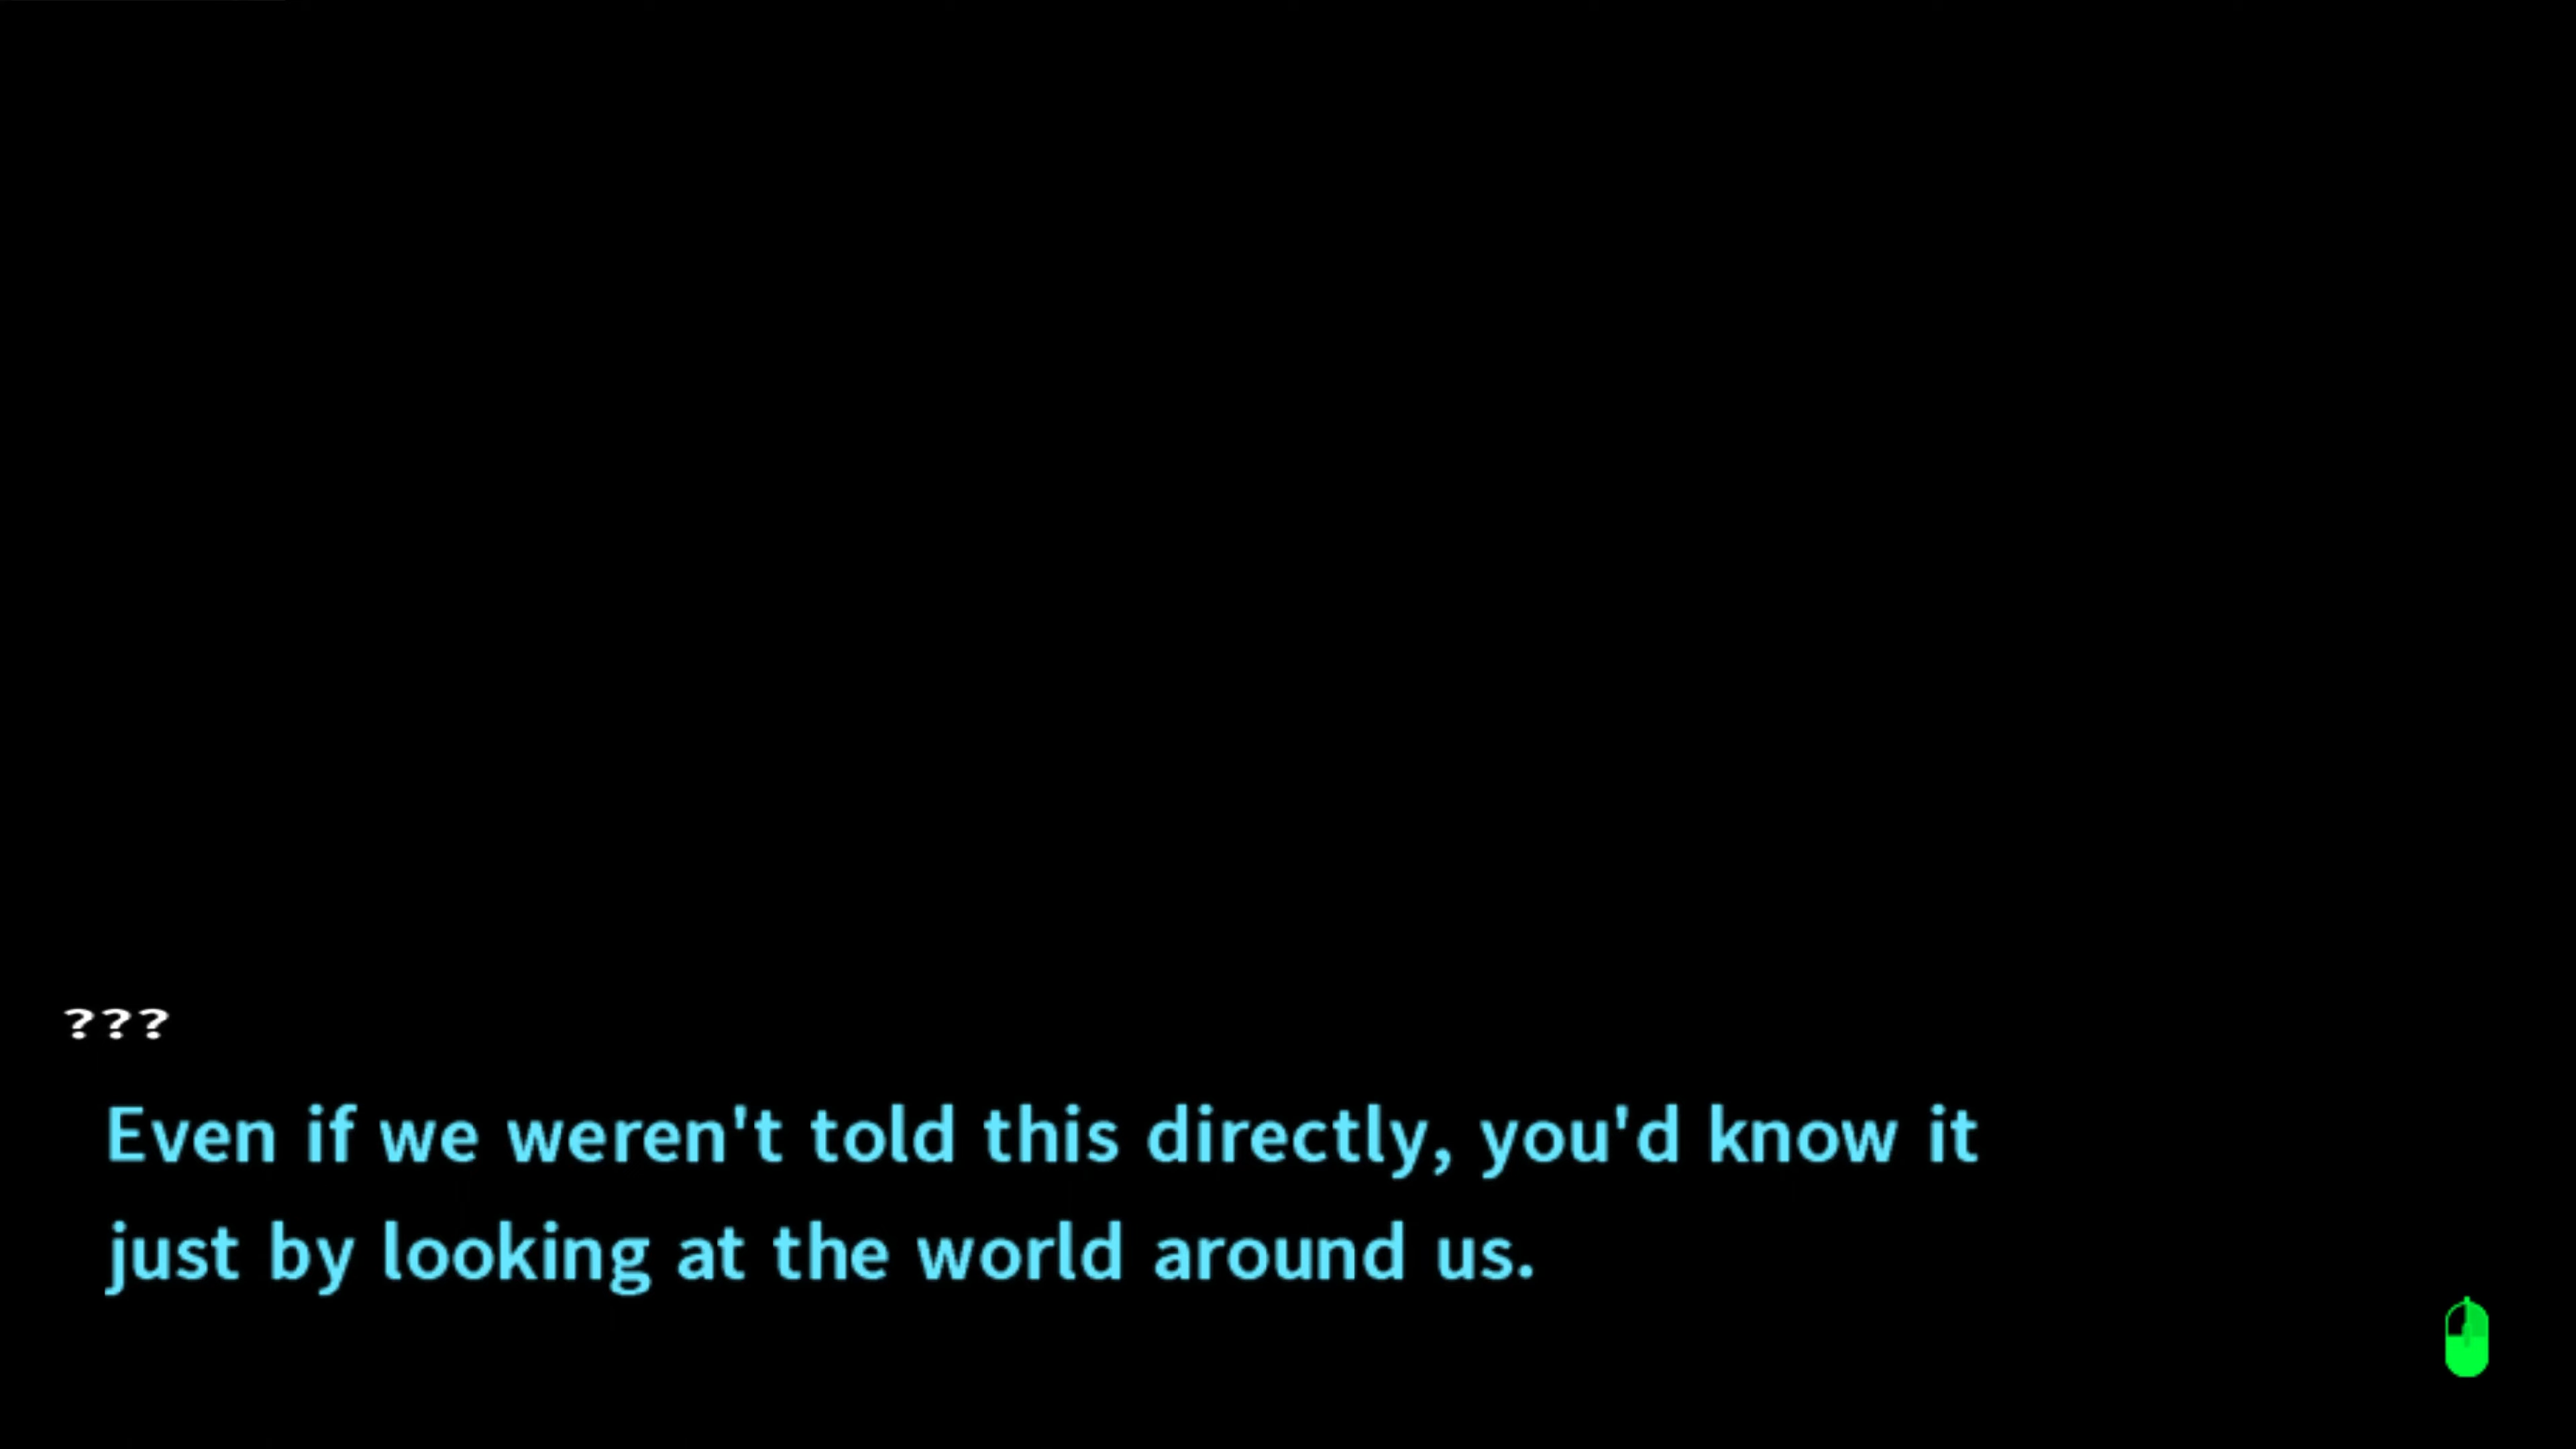 ???
Even if we weren't told this directly, you'd know it
just by looking at the world around us.